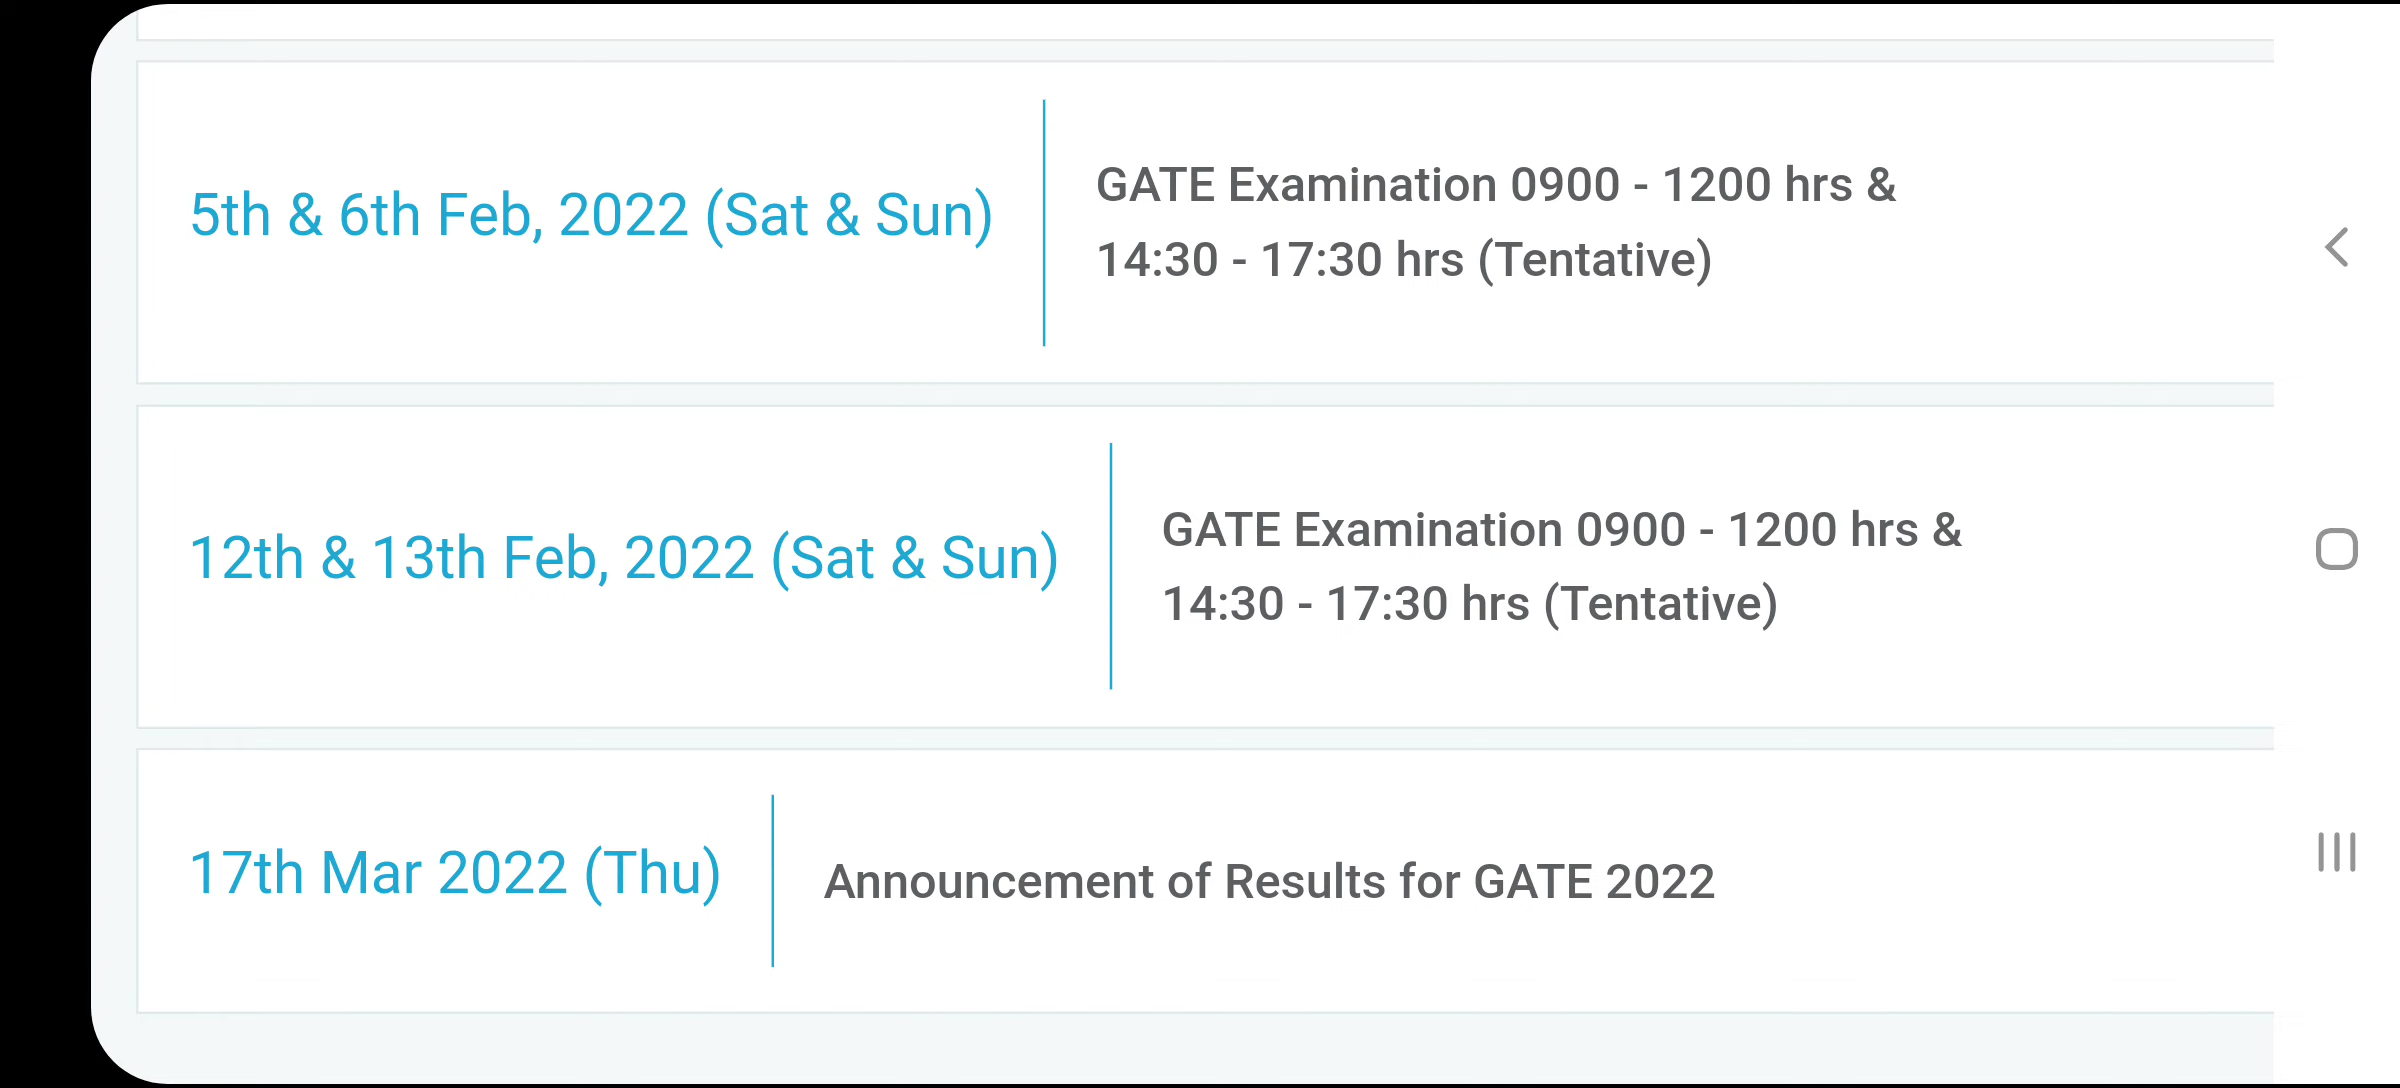 5th & 6th Feb, 2022 (Sat & Sun)
GATE Examination 0900 - 1200 hrs &
14:30 - 17:30 hrs (Tentative)
12th & 13th Feb, 2022 (Sat & Sun)
GATE Examination 0900 - 1200 hrs &
14:30 - 17:30 hrs (Tentative)
17th Mar 2022 (Thu)
Announcement of Results for GATE 2022